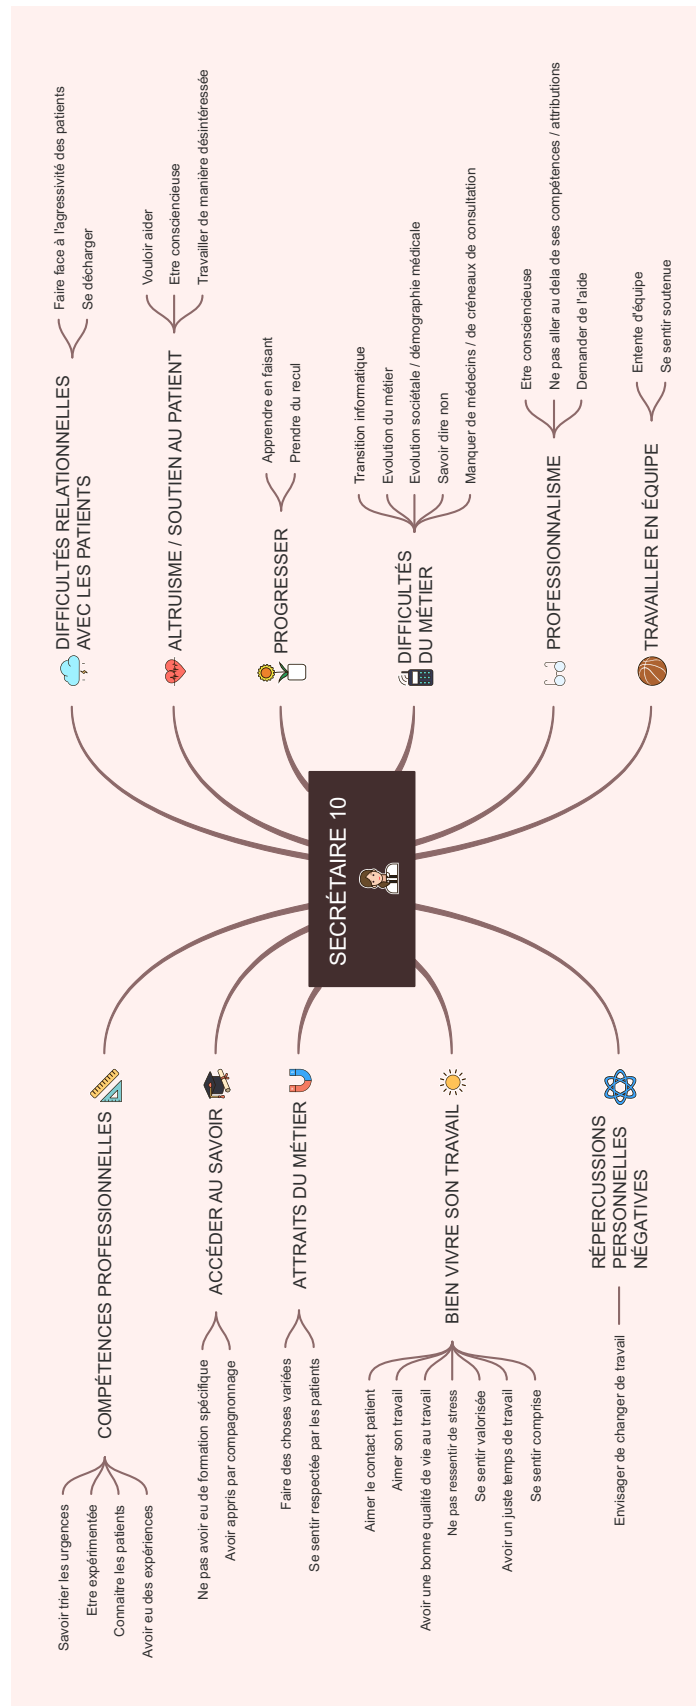 SECRÉTAIRE 10
COMPÉTENCES PROFESSIONNELLES
Savoir trier les urgences
Etre expérimentée
Connaitre les patients
Avoir eu des expériences
ACCÉDER AU SAVOIR
Ne pas avoir eu de formation spécifique
Avoir appris par compagnonnage
ATTRAITS DU MÉTIER
Faire des choses variées
Se sentir respectée par les patients
BIEN VIVRE SON TRAVAIL
Aimer le contact patient
Aimer son travail
Avoir une bonne qualité de vie au travail
Ne pas ressentir de stress
Se sentir valorisée
Avoir un juste temps de travail
Se sentir comprise
RÉPERCUSSIONS
PERSONNELLES
NÉGATIVES
Envisager de changer de travail
DIFFICULTÉS RELATIONNELLES
AVEC LES PATIENTS
Faire face à l'agressivité des patients
Se décharger
ALTRUISME / SOUTIEN AU PATIENT
Vouloir aider
Etre consciencieuse
Travailler de manière désintéressée
PROGRESSER
Apprendre en faisant
Prendre du recul
DIFFICULTÉS
DU MÉTIER
Transition informatique
Evolution du métier
Evolution sociétale / démographie médicale
Savoir dire non
Manquer de médecins / de créneaux de consultation
PROFESSIONNALISME
Etre consciencieuse
Ne pas aller au dela de ses compétences / attributions
Demander de l'aide
TRAVAILLER EN ÉQUIPE
Entente d'équipe
Se sentir soutenue